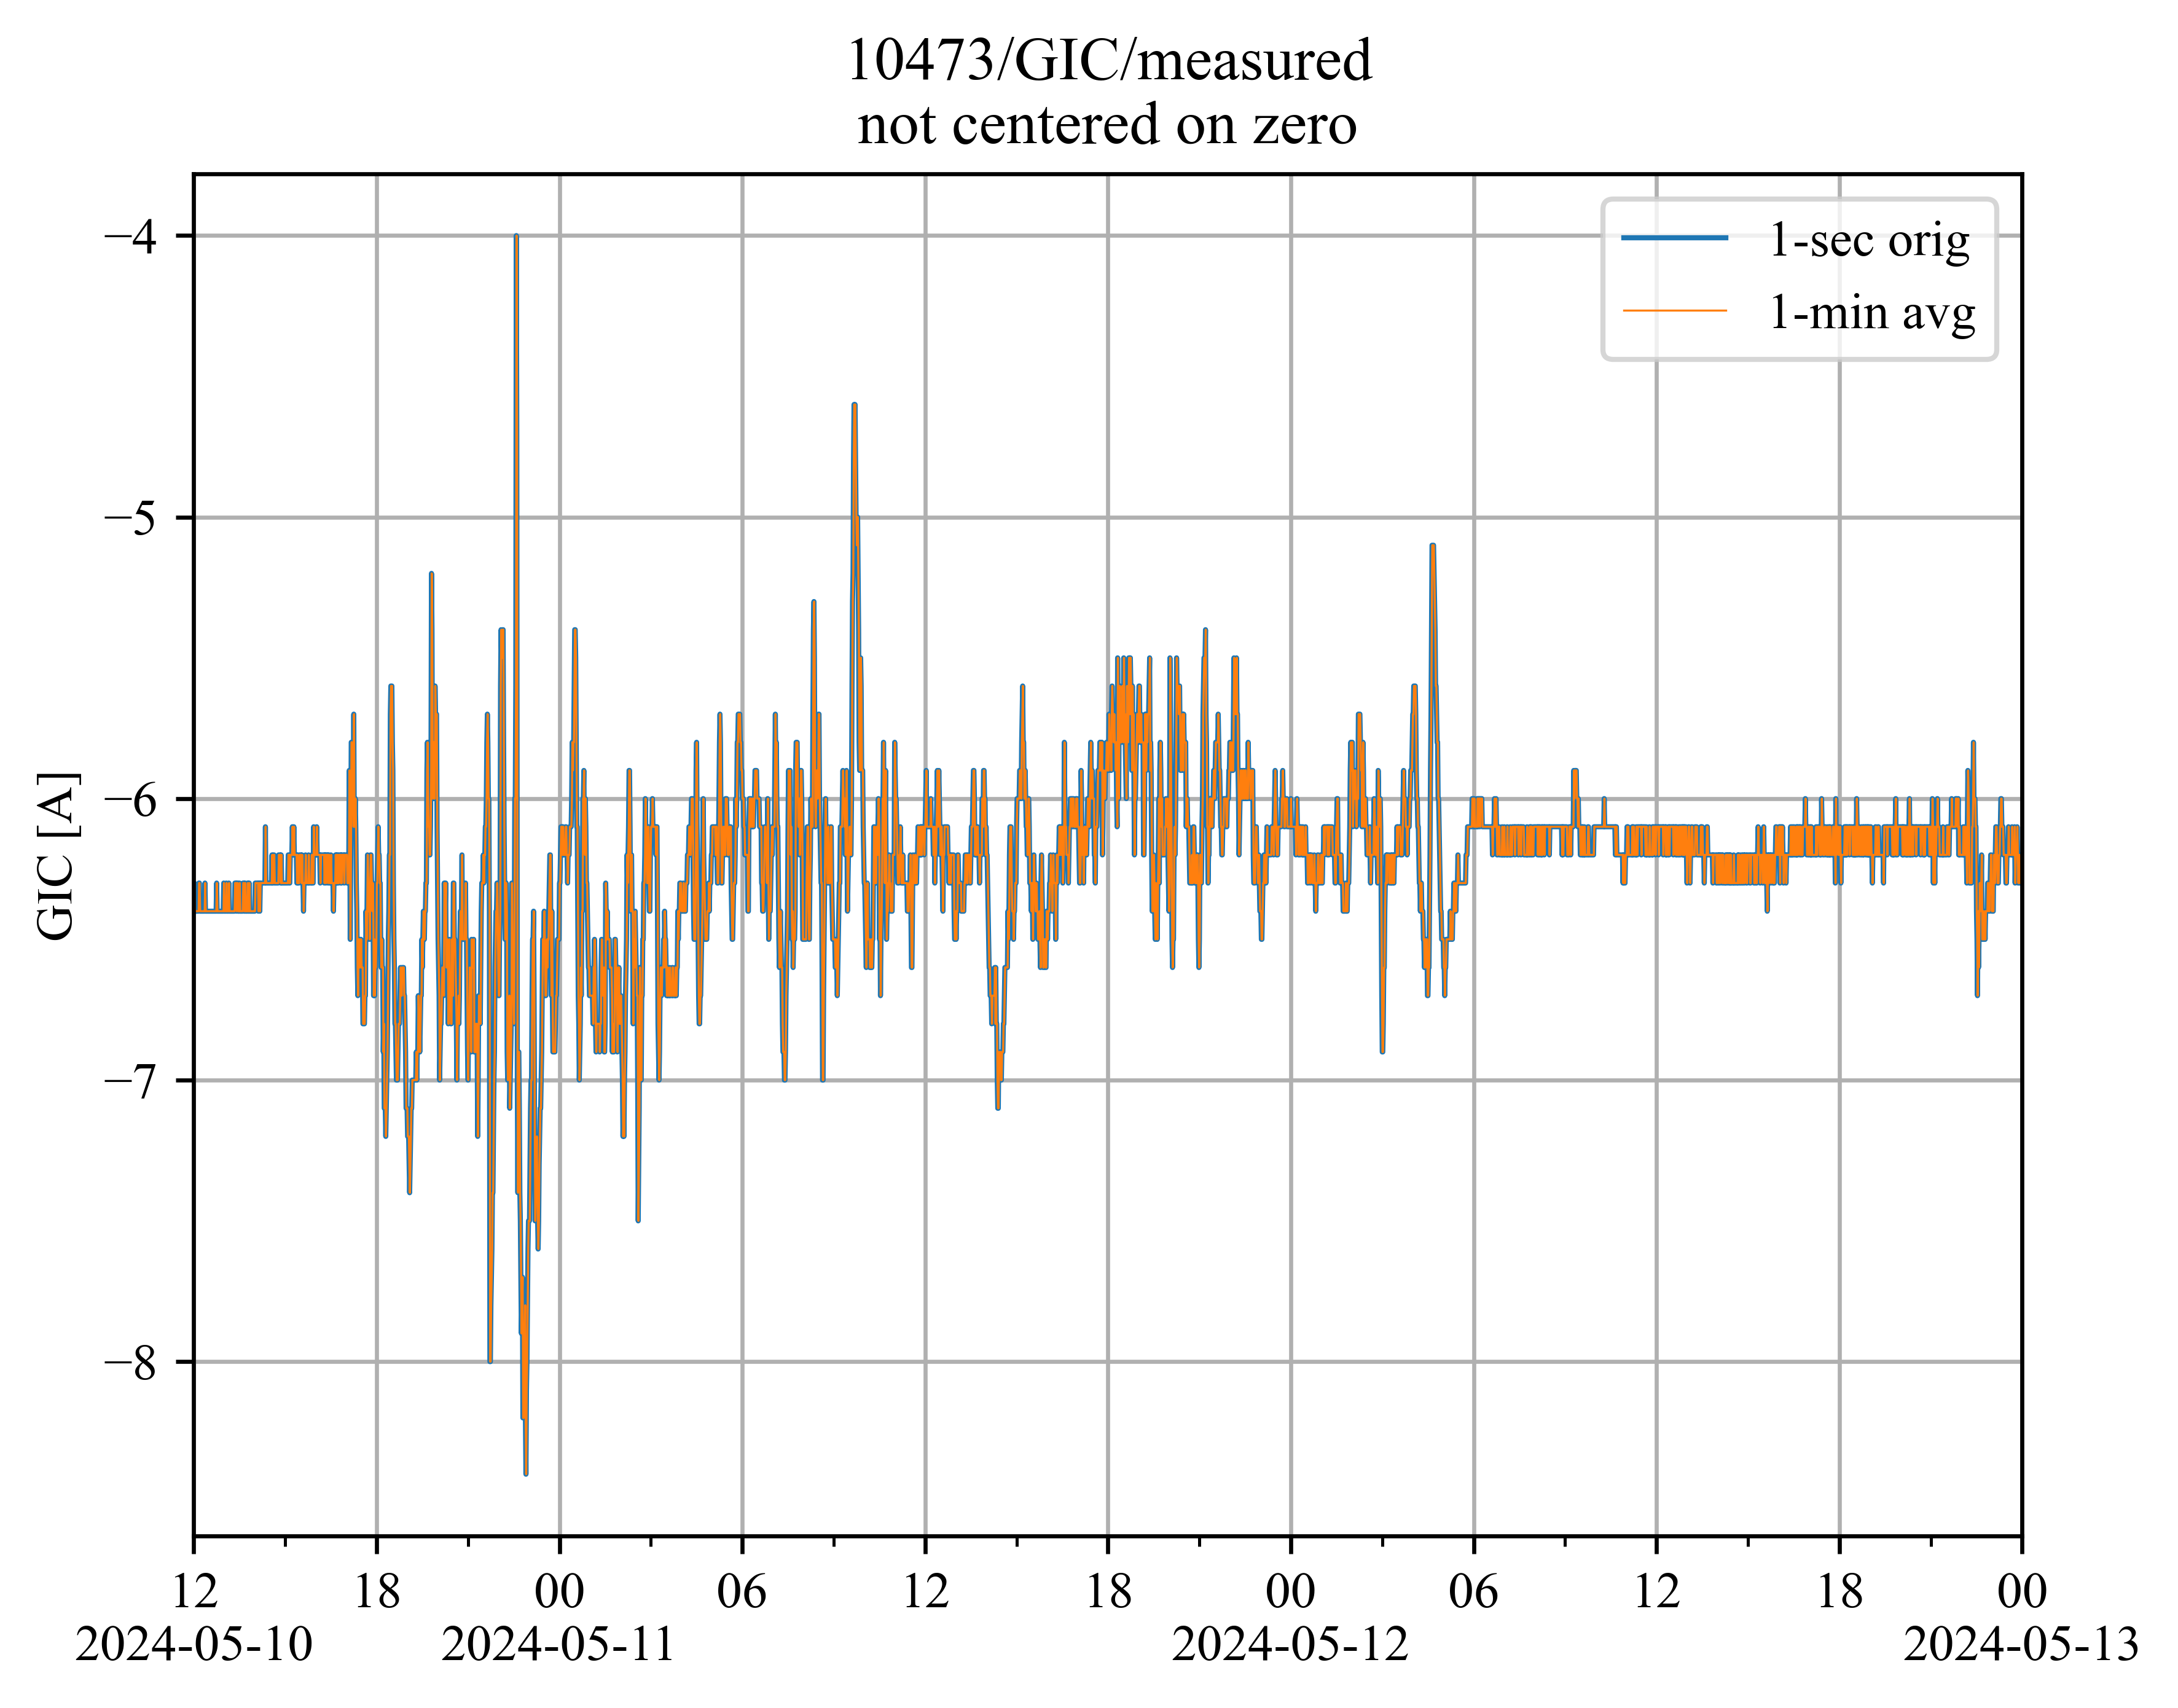 10473/GIC/measured
not centered on zero
1-sec orig
1-min avg
GIC [A]
−4
−5
−6
−7
−8
12 18 00 06 12 18 00 06 12 18 00
2024-05-10 2024-05-11 2024-05-12 2024-05-13